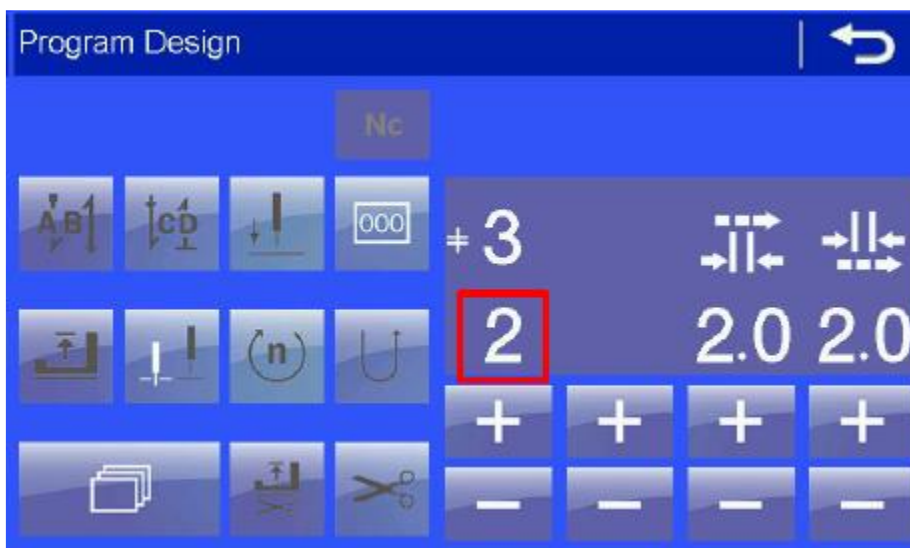 Program Design
Nc
A B
C D
000
3
n
2 2.0 2.0
+ + + +
- - - -